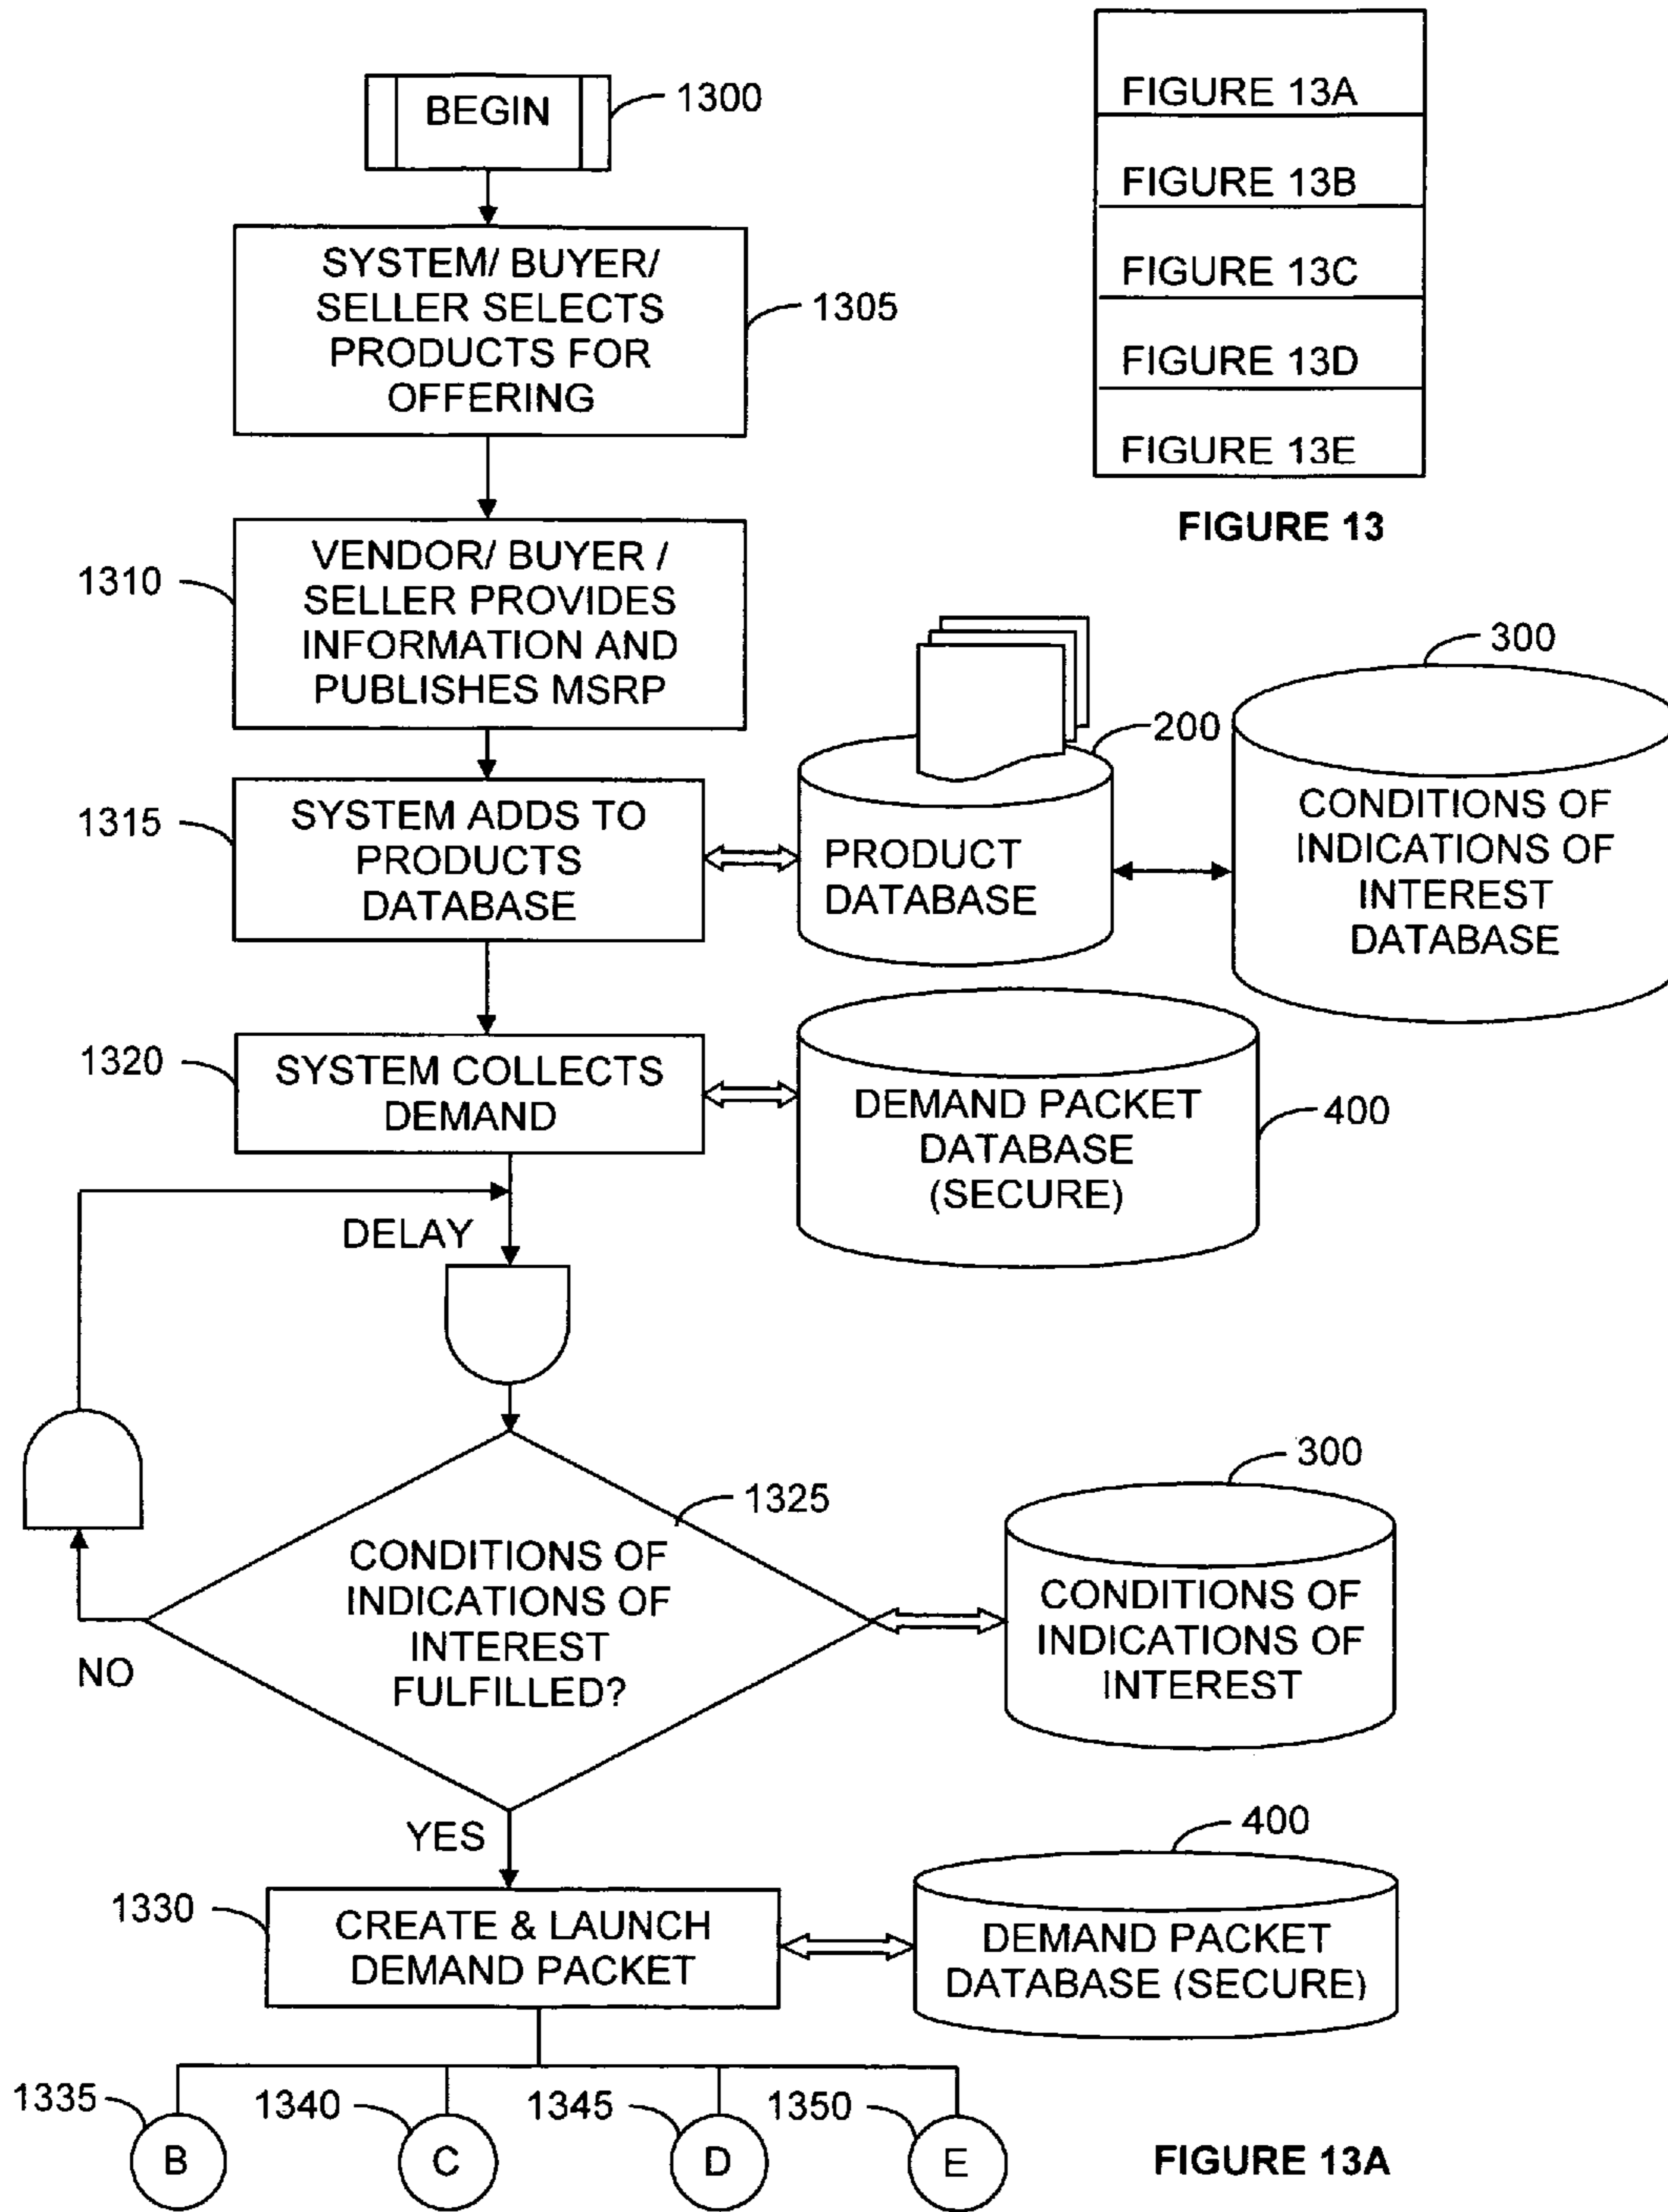 BEGIN
1300
SYSTEM/ BUYER/
SELLER SELECTS
PRODUCTS FOR
OFFERING
1305
FIGURE 13A
FIGURE 13B
FIGURE 13C
FIGURE 13D
FIGURE 13E
FIGURE 13
1310
VENDOR/ BUYER /
SELLER PROVIDES
INFORMATION AND
PUBLISHES MSRP
1315
SYSTEM ADDS TO
PRODUCTS
DATABASE
200
PRODUCT
DATABASE
300
CONDITIONS OF
INDICATIONS OF
INTEREST
DATABASE
1320
SYSTEM COLLECTS
DEMAND
DEMAND PACKET
DATABASE
(SECURE)
400
DELAY
1325
CONDITIONS OF
INDICATIONS OF
INTEREST
FULFILLED?
NO
300
CONDITIONS OF
INDICATIONS OF
INTEREST
YES
1330
CREATE & LAUNCH
DEMAND PACKET
400
DEMAND PACKET
DATABASE (SECURE)
1335
B
1340
C
1345
D
1350
E
FIGURE 13A